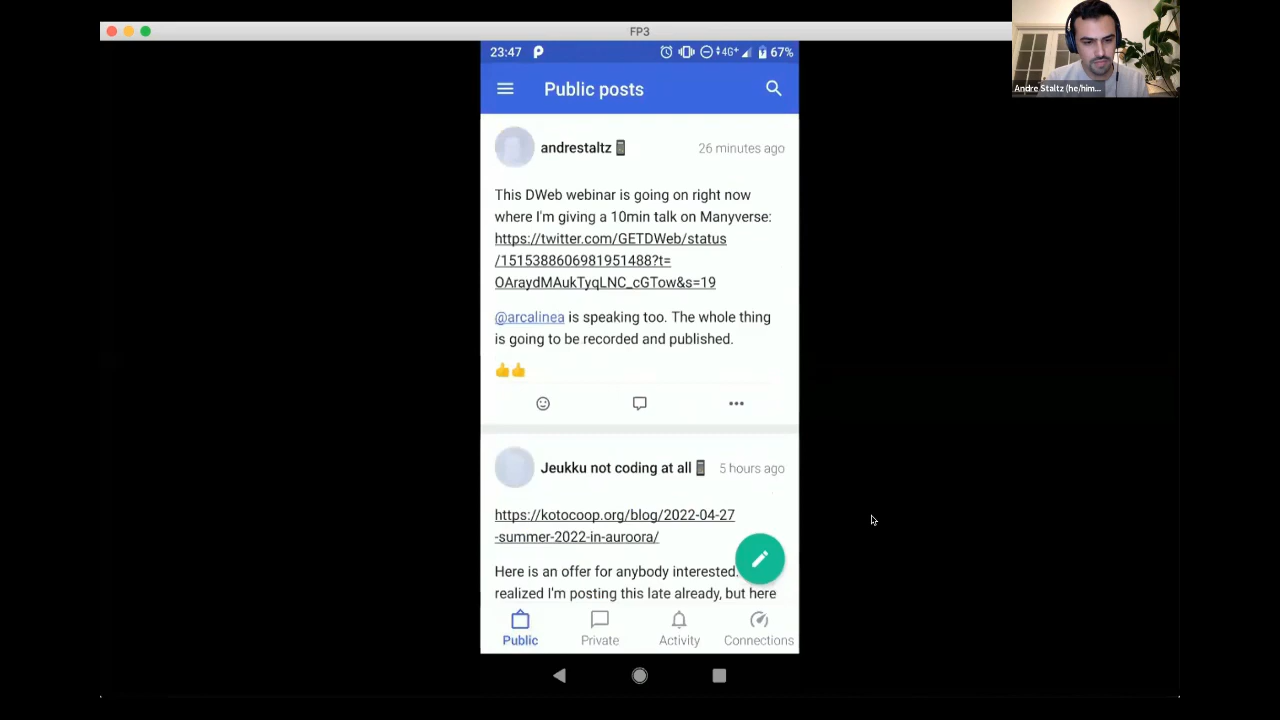 FP3
23:47
4G+
67%
Public posts
Andre Staltz (he/him...
andrestaltz
26 minutes ago
This DWeb webinar is going on right now
where I'm giving a 10min talk on Manyverse:
https://twitter.com/GETDWeb/status
/1515388606981951488?t=
OAraydMAukTyqLNC_cGTow&s=19
@arcalinea is speaking too. The whole thing
is going to be recorded and published.
Jeukku not coding at all
5 hours ago
https://kotocoop.org/blog/2022-04-27
-summer-2022-in-auroora/
Here is an offer for anybody interested.
realized I'm posting this late already, but here
Public
Private
Activity
Connections